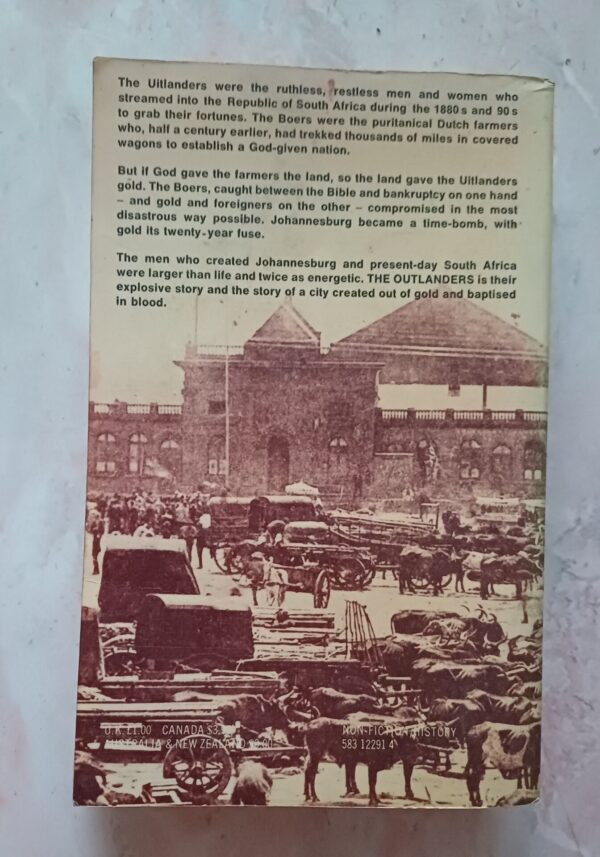 The Uitlanders were the ruthless, restless men and women who
streamed into the Republic of South Africa during the 1880s and 90s
to grab their fortunes. The Boers were the puritanical Dutch farmers
who, half a century earlier, had trekked thousands of miles in covered
wagons to establish a God-given nation.
But if God gave the farmers the land, so the land gave the Uitlanders
gold. The Boers, caught between the Bible and bankruptcy on one hand
– and gold and foreigners on the other – compromised in the most
disastrous way possible. Johannesburg became a time-bomb, with
gold its twenty-year fuse.
The men who created Johannesburg and present-day South Africa
were larger than life and twice as energetic. THE OUTLANDERS is their
explosive story and the story of a city created out of gold and baptised
in blood.
U.K. £1.00 CANADA
AUSTRALIA & NEW ZEALAND
NON-FICTION/HISTORY
583 12291 4